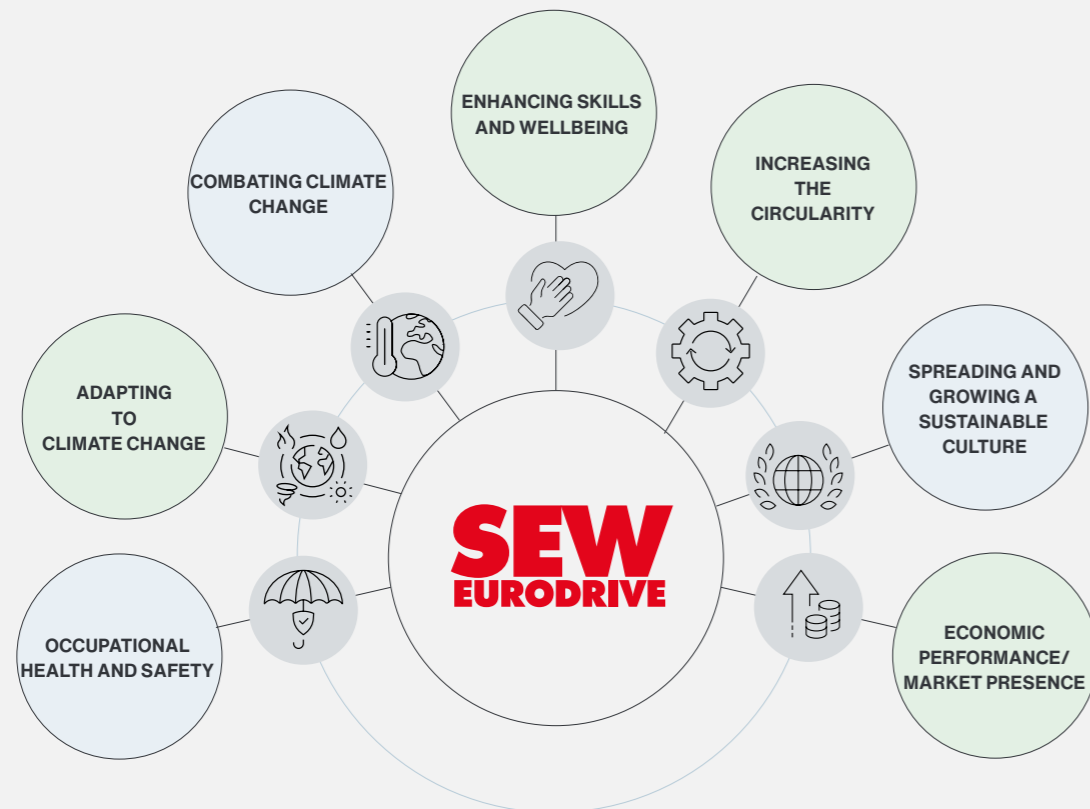 ENHANCING SKILLS
AND WELLBEING
COMBATING CLIMATE
CHANGE
INCREASING
THE
CIRCULARITY
ADAPTING
TO
CLIMATE CHANGE
SPREADING AND
GROWING A
SUSTAINABLE
CULTURE
SEW
EURODRIVE
OCCUPATIONAL
HEALTH AND SAFETY
ECONOMIC
PERFORMANCE/
MARKET PRESENCE